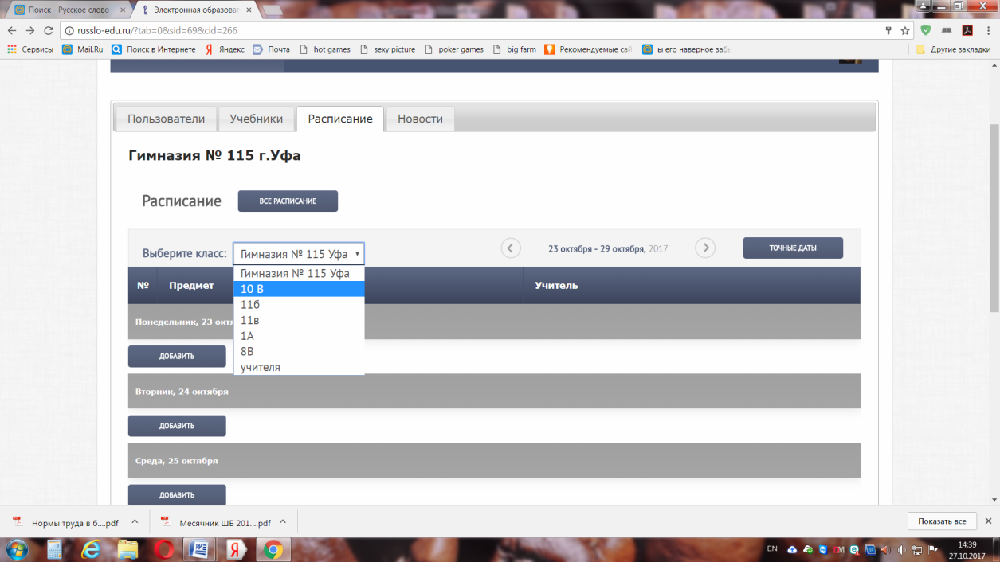 Поиск - Русское слово
Электронная образоват
russlo-edu.ru/?tab=0&sid=69&cid=266
Сервисы Mail.Ru Поиск в Интернете Яндекс Почта hot games sexy picture poker games big farm Рекомендуемые сай ы его наверное заб Другие закладки
Пользователи Учебники Расписание Новости
Гимназия № 115 г.Уфа
Расписание ВСЕ РАСПИСАНИЕ
Выберите класс: Гимназия № 115 Уфа 23 октября - 29 октября, 2017 ТОЧНЫЕ ДАТЫ
Гимназия № 115 Уфа
10 В
11б
11в
1А
8В
учителя
№ Предмет Учитель
Понедельник, 23 окт
ДОБАВИТЬ
Вторник, 24 октября
ДОБАВИТЬ
Среда, 25 октября
ДОБАВИТЬ
Нормы труда в б....pdf Месячник ШБ 201....pdf Показать все
EN 14:39
27.10.2017